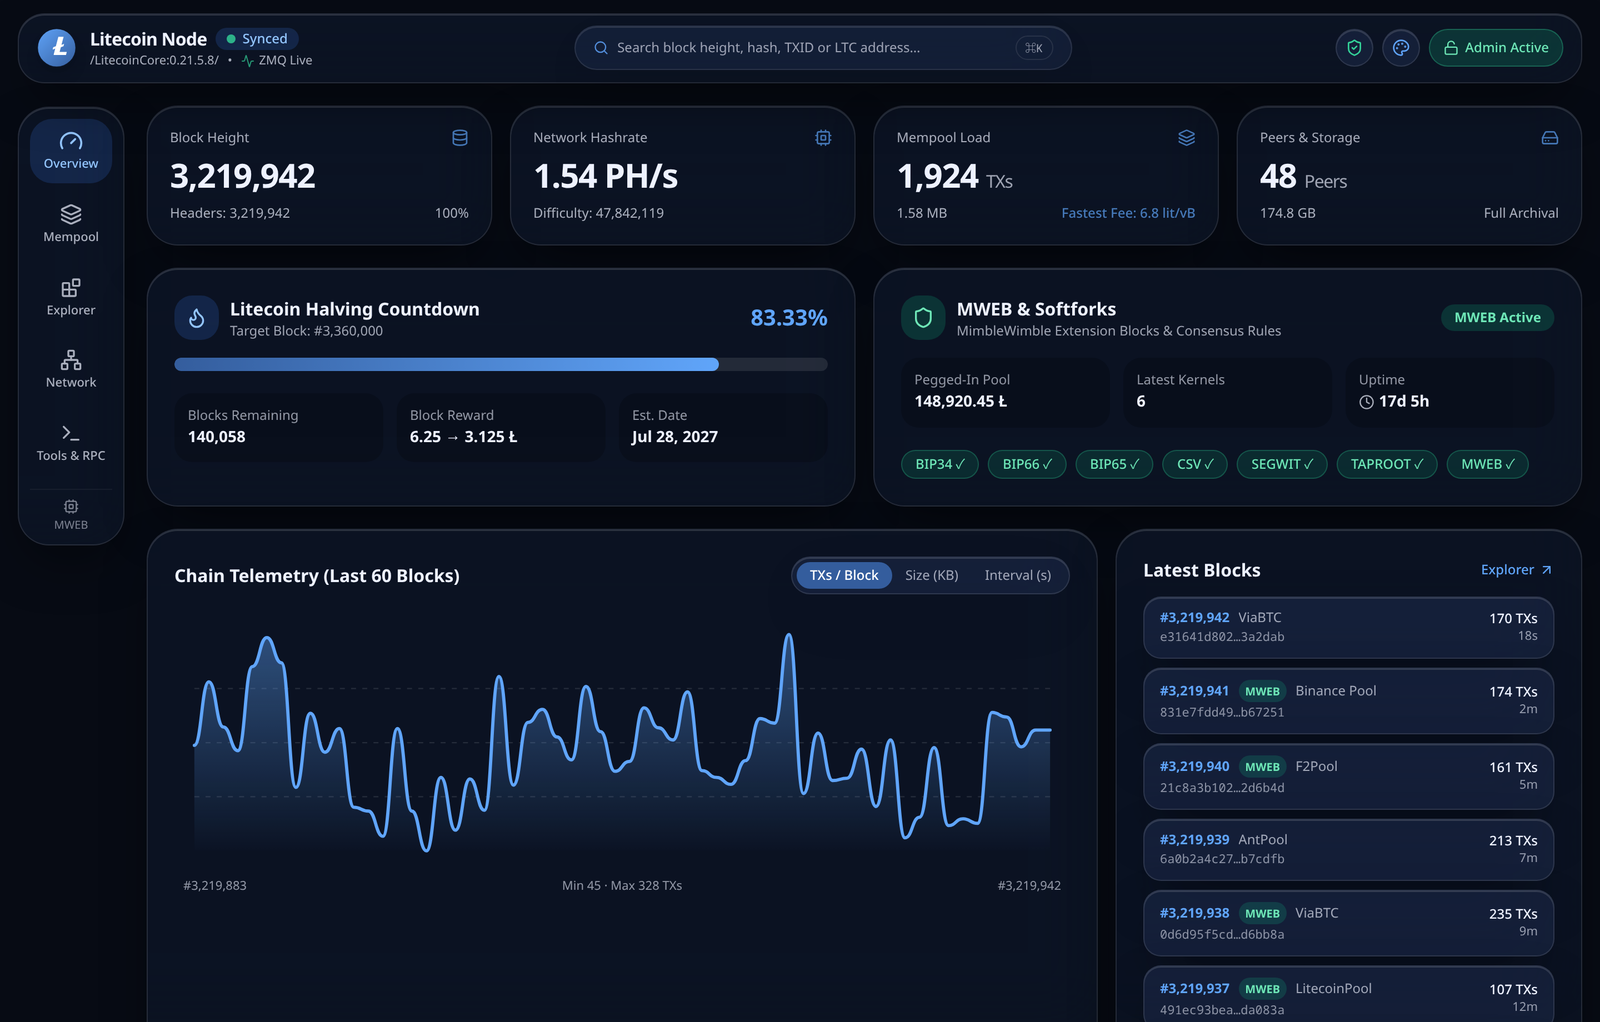 Litecoin Node
Synced
/LitecoinCore:0.21.5.8/ • ZMQ Live
Search block height, hash, TXID or LTC address...
⌘K
Admin Active
Overview
Mempool
Explorer
Network
Tools & RPC
MWEB
Block Height
3,219,942
Headers: 3,219,942
100%
Network Hashrate
1.54 PH/s
Difficulty: 47,842,119
Mempool Load
1,924 TXs
1.58 MB
Fastest Fee: 6.8 lit/vB
Peers & Storage
48 Peers
174.8 GB
Full Archival
Litecoin Halving Countdown
Target Block: #3,360,000
83.33%
Blocks Remaining
140,058
Block Reward
6.25 → 3.125 Ł
Est. Date
Jul 28, 2027
MWEB & Softforks
MimbleWimble Extension Blocks & Consensus Rules
MWEB Active
Pegged-In Pool
148,920.45 Ł
Latest Kernels
6
Uptime
17d 5h
BIP34 ✓
BIP66 ✓
BIP65 ✓
CSV ✓
SEGWIT ✓
TAPROOT ✓
MWEB ✓
Chain Telemetry (Last 60 Blocks)
TXs / Block
Size (KB)
Interval (s)
#3,219,883
Min 45 · Max 328 TXs
#3,219,942
Latest Blocks
Explorer
#3,219,942 ViaBTC
170 TXs
e31641d802…3a2dab
18s
#3,219,941 MWEB Binance Pool
174 TXs
831e7fdd49…b67251
2m
#3,219,940 MWEB F2Pool
161 TXs
21c8a3b102…2d6b4d
5m
#3,219,939 AntPool
213 TXs
6a0b2a4c27…b7cdfb
7m
#3,219,938 MWEB ViaBTC
235 TXs
0d6d95f5cd…d6bb8a
9m
#3,219,937 MWEB LitecoinPool
107 TXs
491ec93bea…da083a
12m